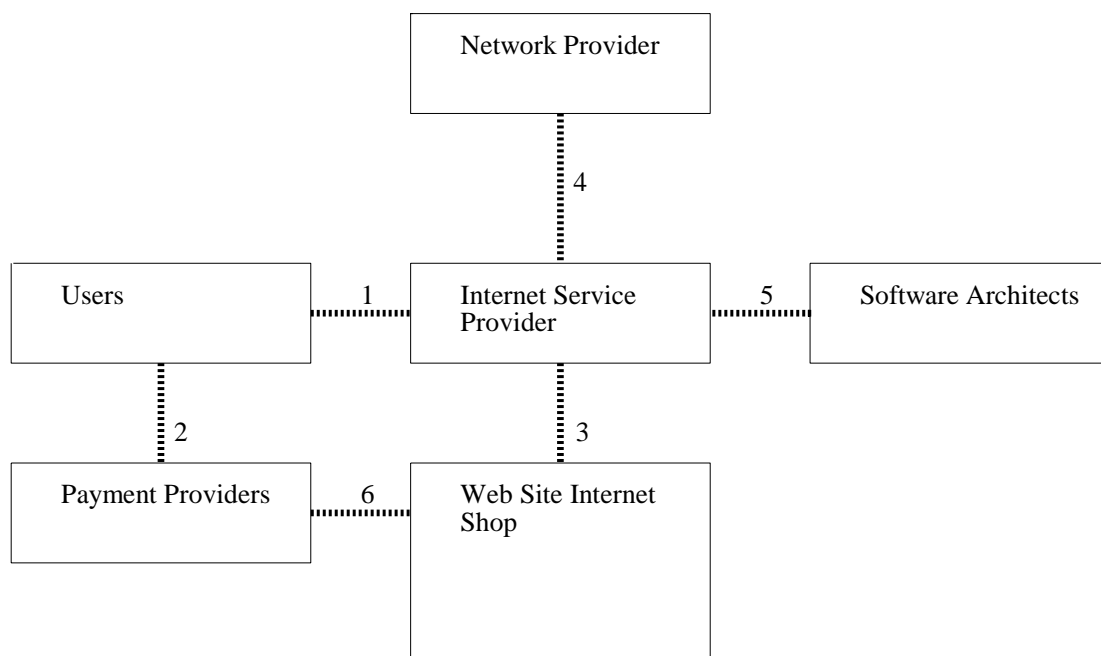 Network Provider
4
Users
1
Internet Service
Provider
5
Software Architects
2
3
Payment Providers
6
Web Site Internet
Shop